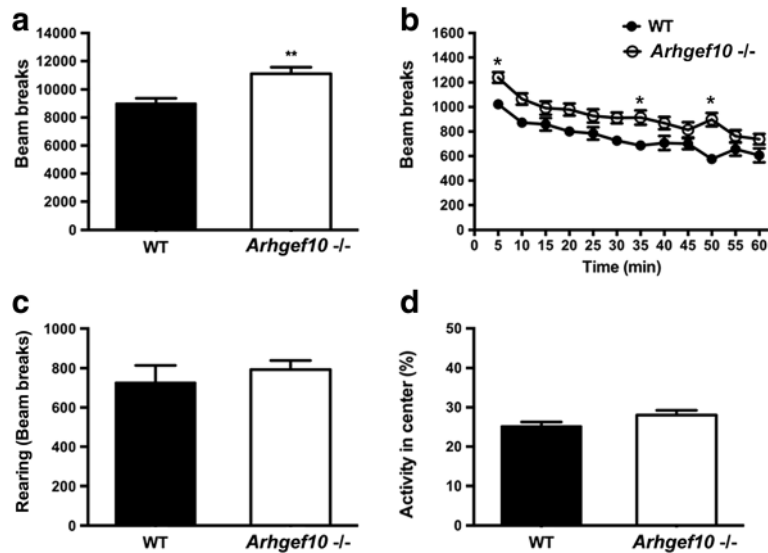 a
Beam breaks
14000
12000
10000
8000
6000
4000
2000
0
**
WT
Arhgef10 -/-
b
Beam breaks
1600
1400
1200
1000
800
600
400
200
0
WT
Arhgef10 -/-
*
*
*
5 10 15 20 25 30 35 40 45 50 55 60
Time (min)
c
Rearing (Beam breaks)
1000
800
600
400
200
0
WT
Arhgef10 -/-
d
Activity in center (%)
50
40
30
20
10
0
WT
Arhgef10 -/-